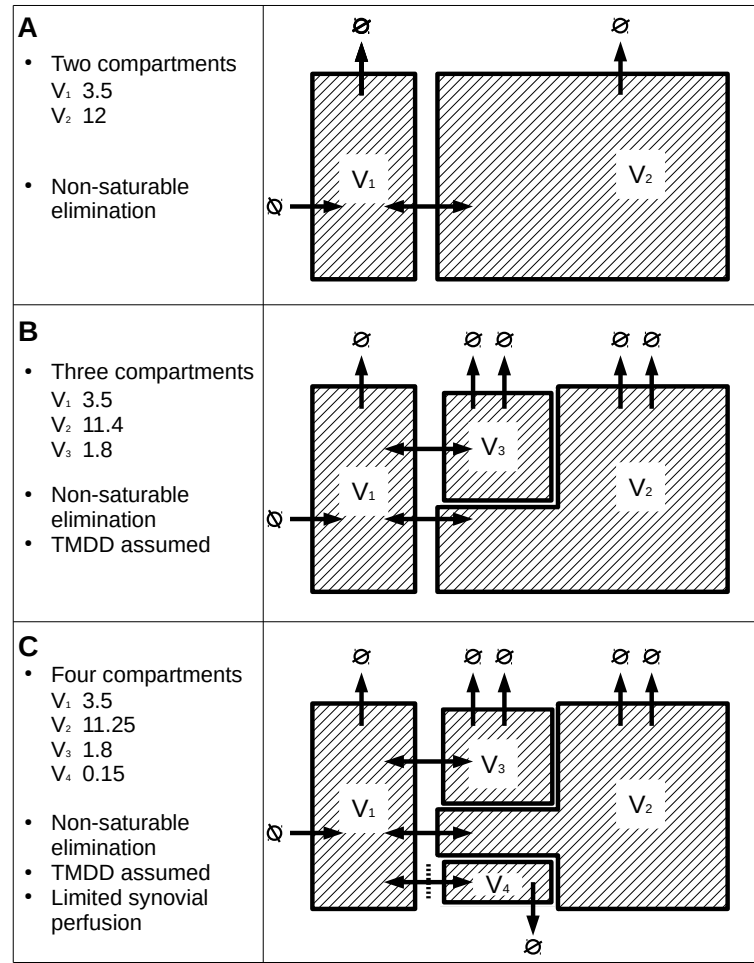 A
• Two compartments
V₁ 3.5
V₂ 12
• Non-saturable
elimination
∅
∅
V₁
V₂
∅
B
• Three compartments
V₁ 3.5
V₂ 11.4
V₃ 1.8
• Non-saturable
elimination
• TMDD assumed
∅
∅ ∅
∅ ∅
V₃
V₁
V₂
∅
C
• Four compartments
V₁ 3.5
V₂ 11.25
V₃ 1.8
V₄ 0.15
• Non-saturable
elimination
• TMDD assumed
• Limited synovial
perfusion
∅
∅ ∅
∅ ∅
V₃
V₁
V₂
∅
V₄
∅